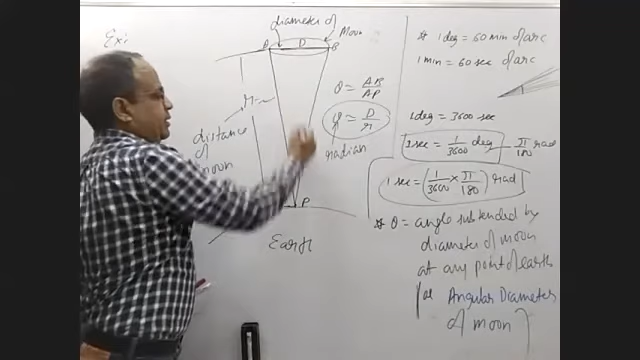 Ex:
diameter of
Moon
A D B
r
distance
of
moon
P
Earth
θ = AB/AP
θ = D/r
radian
* 1 deg = 60 min of arc
1 min = 60 sec of arc
1 deg = 3600 sec
1 sec = 1/3600 deg - π/180 rad
1 sec = (1/3600 × π/180) rad
* θ = angle subtended by
diameter of moon
at any point of earth
or Angular Diameter
of moon